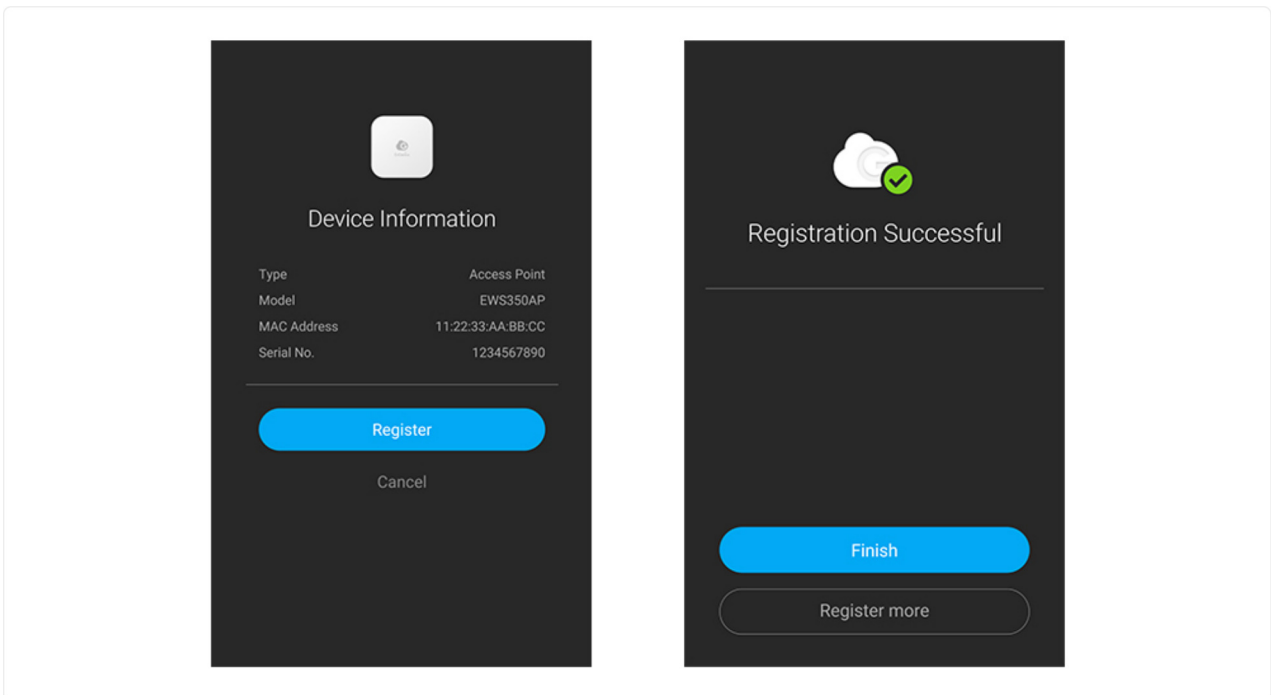 Device Information
Type Access Point
Model EWS350AP
MAC Address 11:22:33:AA:BB:CC
Serial No. 1234567890
Register
Cancel
Registration Successful
Finish
Register more